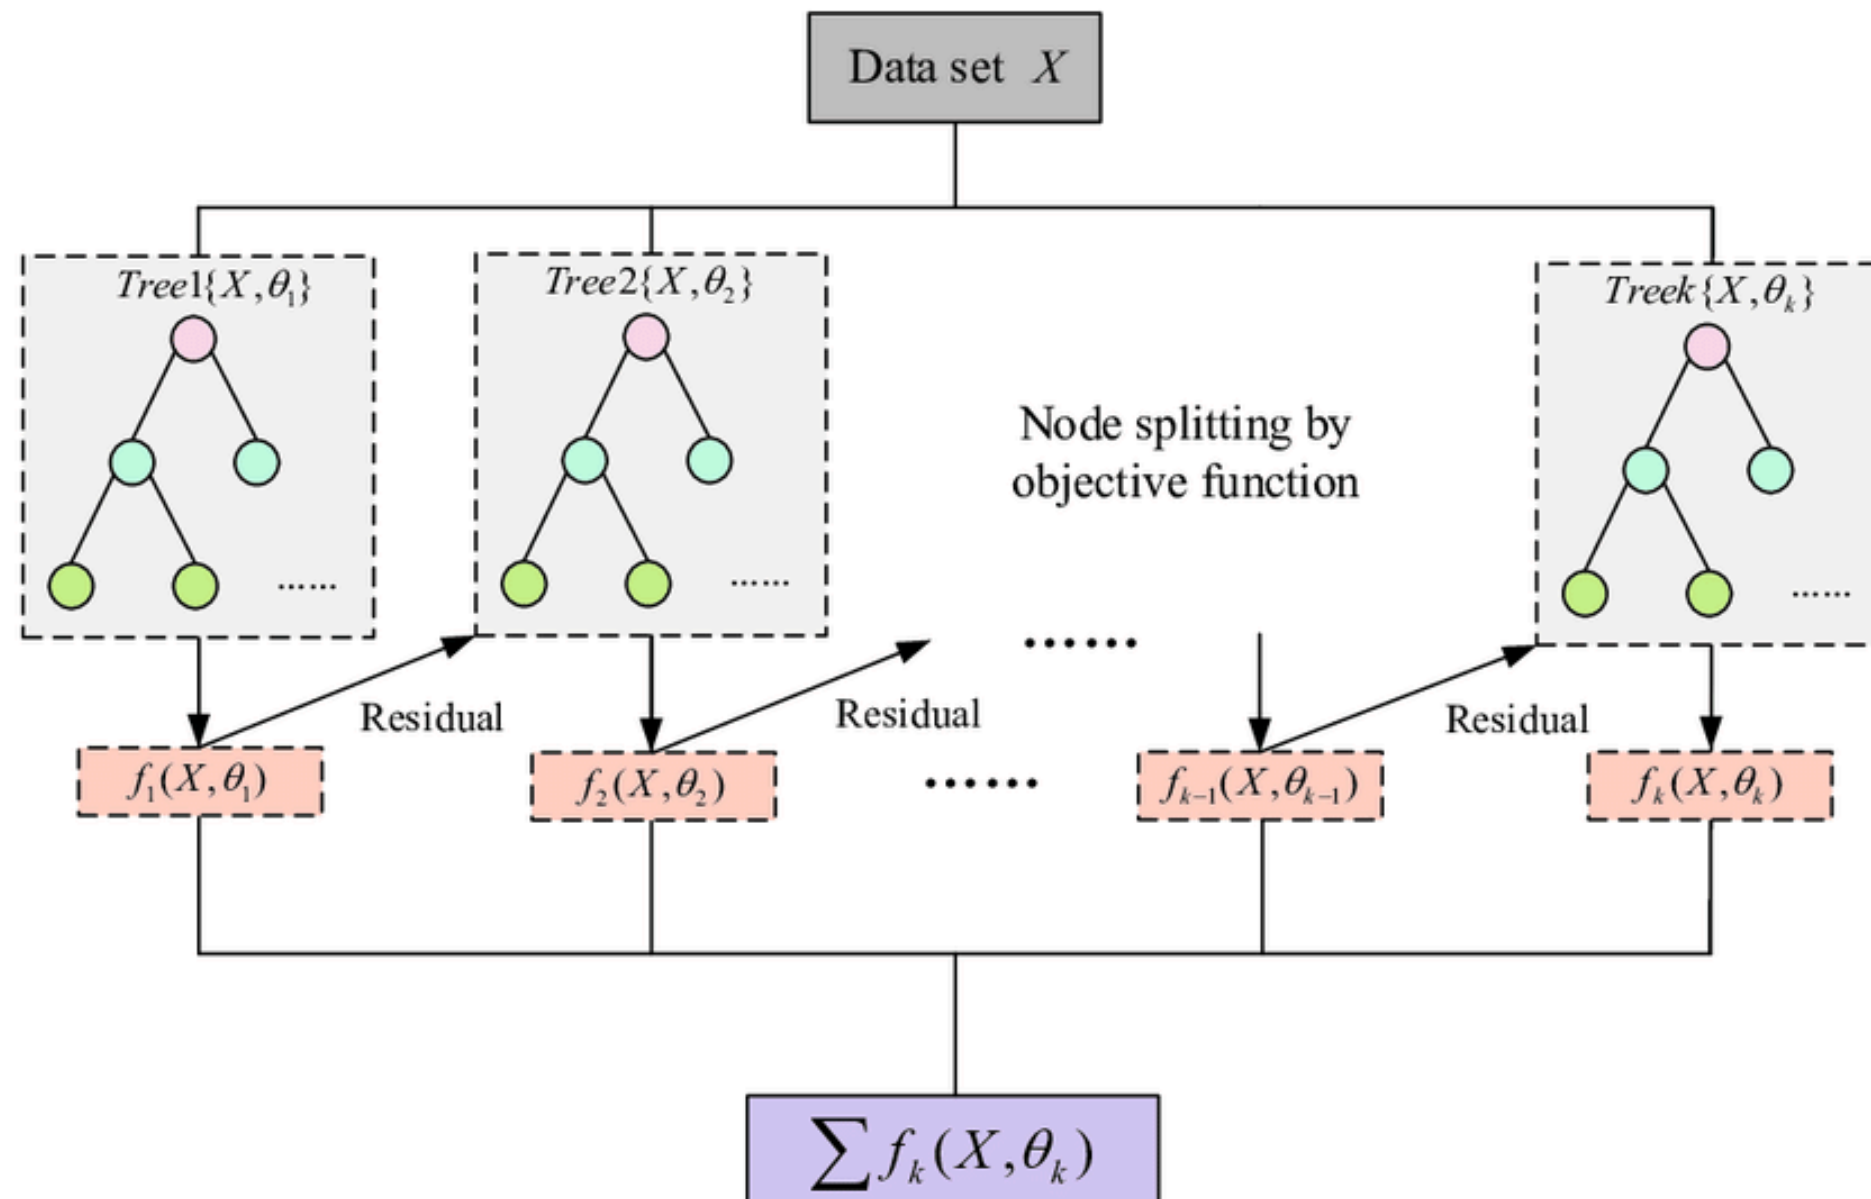 Data set X
Tree1{X,θ₁}
Tree2{X,θ₂}
Treek{X,θₖ}
Node splitting by
objective function
......
......
......
......
Residual
Residual
Residual
f₁(X,θ₁)
f₂(X,θ₂)
......
fₖ₋₁(X,θₖ₋₁)
fₖ(X,θₖ)
∑fₖ(X,θₖ)